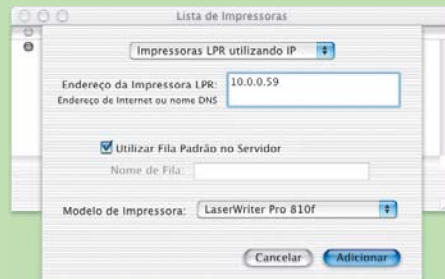 Lista de Impressoras
Impressoras LPR utilizando IP
Endereço da Impressora LPR: 10.0.0.59
Endereço de Internet ou nome DNS
Utilizar Fila Padrão no Servidor
Nome de Fila:
Modelo de Impressora: LaserWriter Pro 810f
Cancelar Adicionar